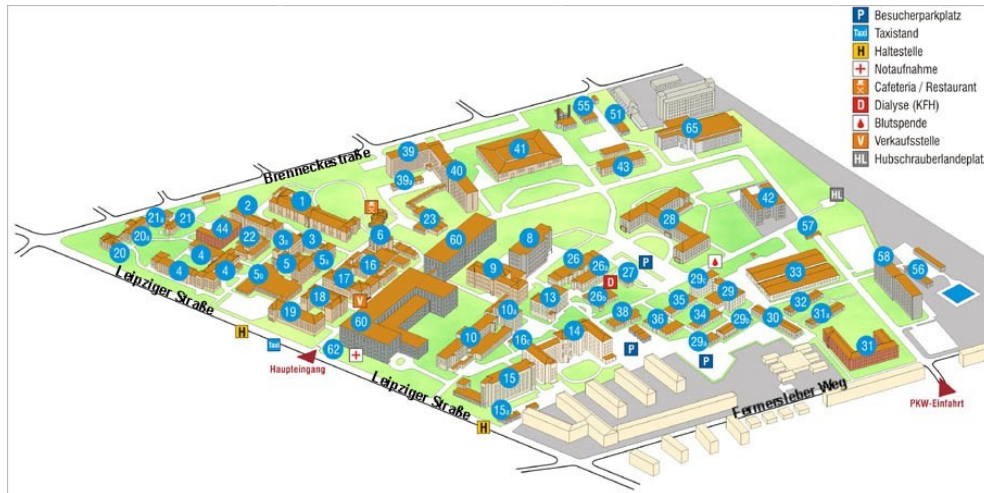 P Besucherparkplatz
Taxi Taxistand
H Haltestelle
Notaufnahme
Cafeteria / Restaurant
D Dialyse (KFH)
Blutspende
V Verkaufsstelle
HL Hubschrauberlandeplat
55
51
65
Brenneckestraße
39
41
40
43
39a
HL
1
2
42
21a
21
23
28
57
20a
44
6
60
8
20
22
3a
3
58
4
5a
16
26
26a
27
P
56
4
4
5b
5
9
D
29c
33
17
13
26b
35
29
Leipziger Straße
18
V
10a
38
36
34
32
19
60
14
29b
30
31a
H
10
16c
P
29a
31
Taxi
62
P
Haupteingang
Leipziger Straße
15
Fermersleber Weg
PKW-Einfahrt
15a
H